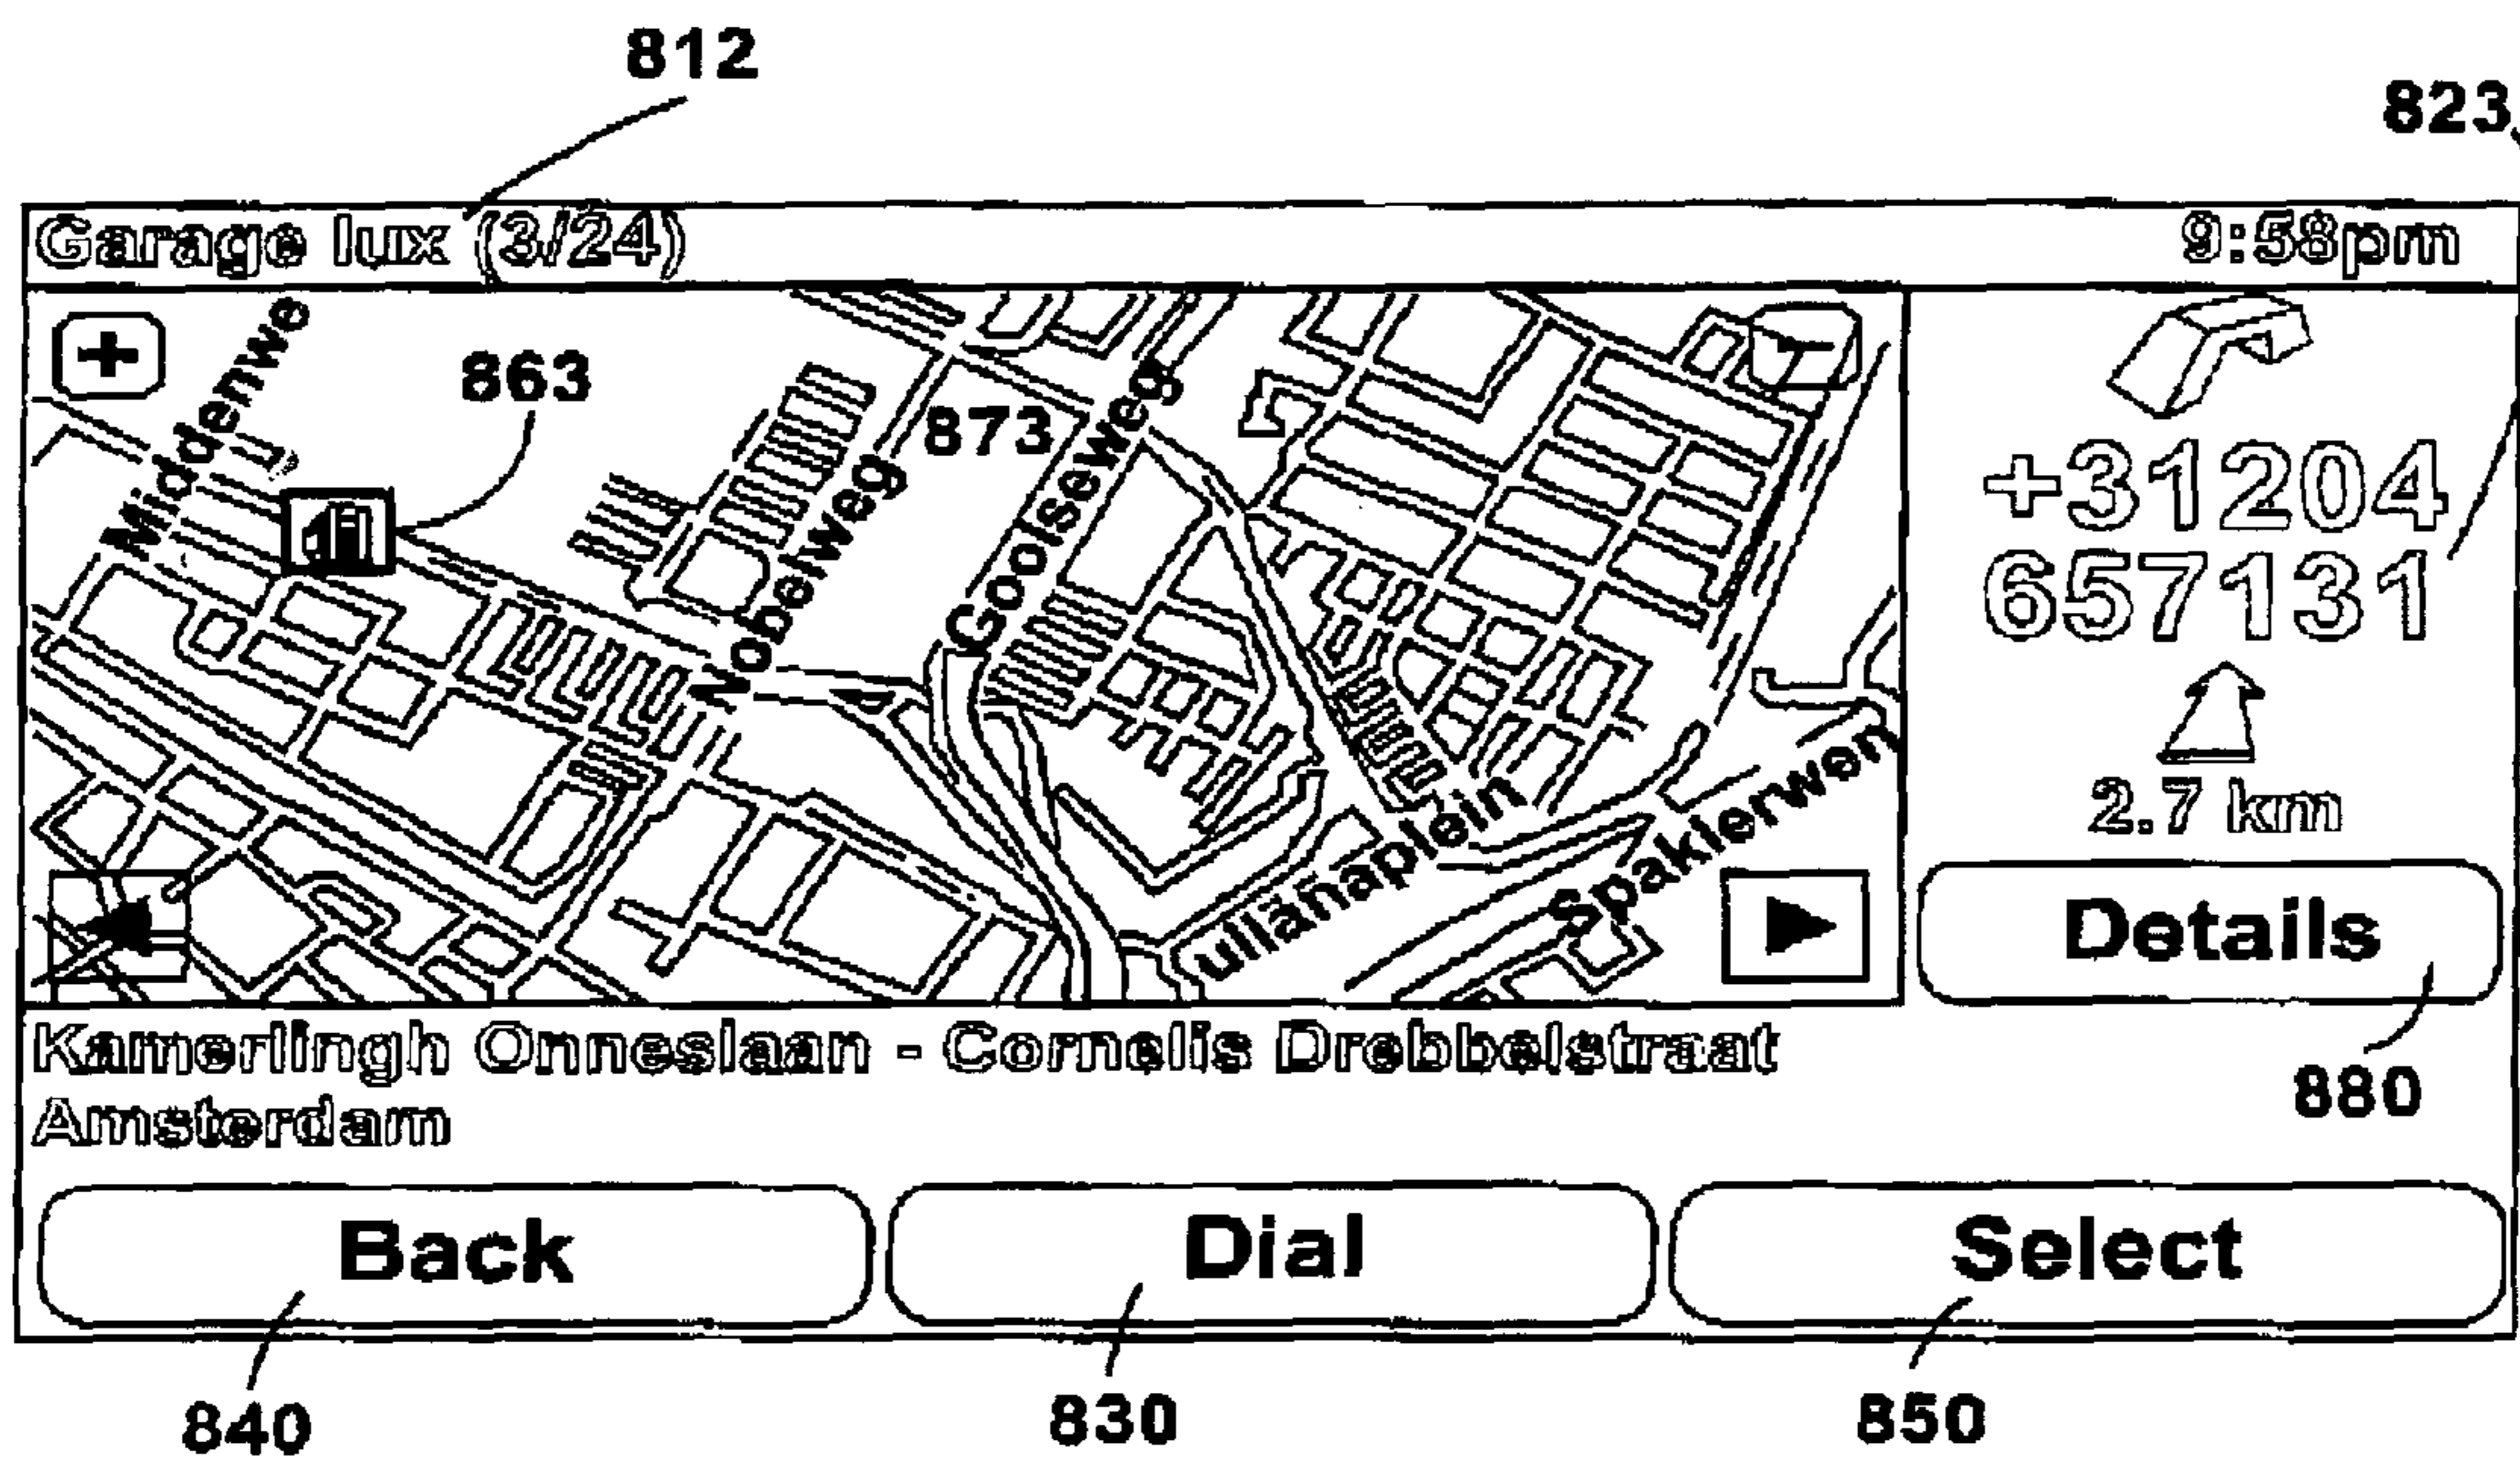 812
823
Garage lux (3/24)
9:58pm
+
-
Middenwe
863
873
Nobelweg
Gooiseweg
+31204
657131
2.7 km
ulianaplein
Spaklerweg
Details
Kamerlingh Onneslaan - Cornelis Drebbelstraat
Amsterdam
880
Back
Dial
Select
840
830
850